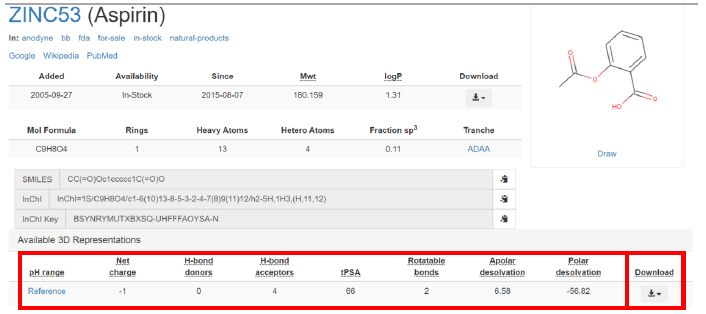 ZINC53 (Aspirin)
In: anodyne bb fda for-sale in-stock natural-products
Google Wikipedia PubMed
Added Availability Since Mwt logP Download
2005-09-27 In-Stock 2015-08-07 180.159 1.31
Mol Formula Rings Heavy Atoms Hetero Atoms Fraction sp³ Tranche
C9H8O4 1 13 4 0.11 ADAA
SMILES CC(=O)Oc1ccccc1C(=O)O
InChI InChI=1S/C9H8O4/c1-6(10)13-8-5-3-2-4-7(8)9(11)12/h2-5H,1H3,(H,11,12)
InChI Key BSYNRYMUTXBXSQ-UHFFFAOYSA-N
O
O
HO
O
Draw
Available 3D Representations
pH range Net charge H-bond donors H-bond acceptors tPSA Rotatable bonds Apolar desolvation Polar desolvation Download
Reference -1 0 4 66 2 6.58 -56.82